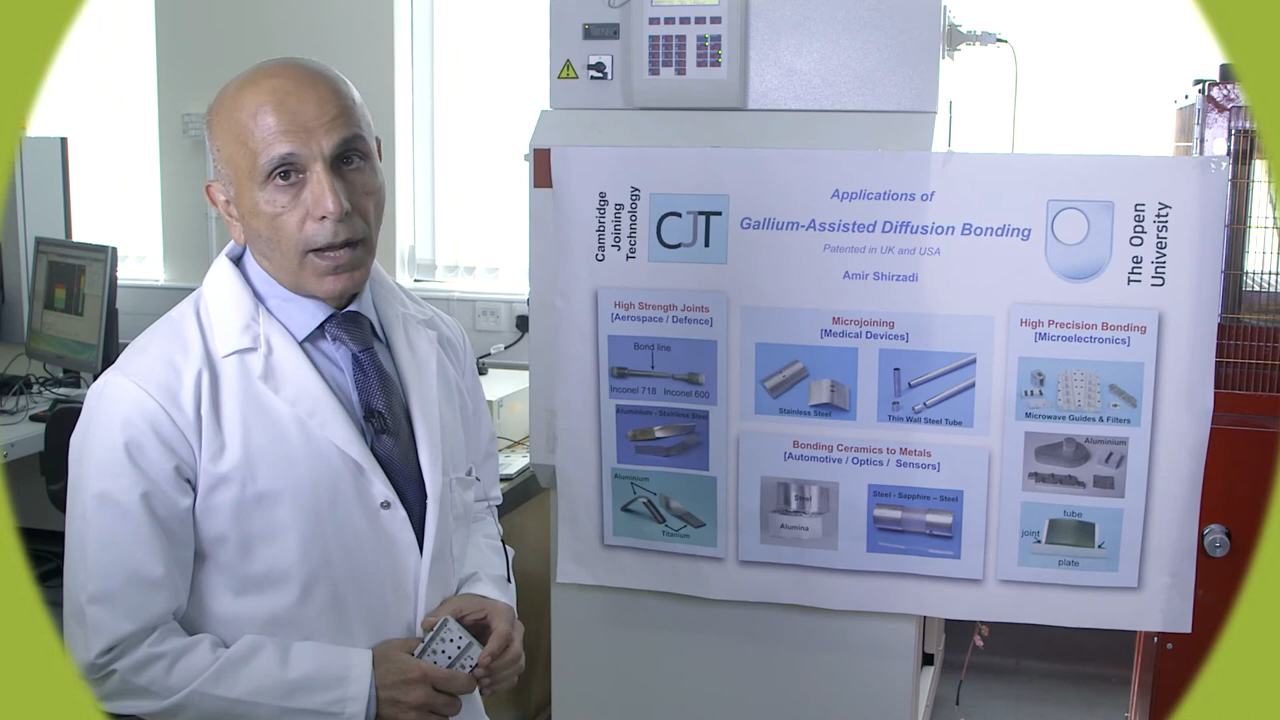 Cambridge
Joining
Technology
CJT
Applications of
Gallium-Assisted Diffusion Bonding
Patented in UK and USA
Amir Shirzadi
The Open
University
High Strength Joints
[Aerospace / Defence]
Bond line
Inconel 718 Inconel 600
Aluminium - Stainless Steel
Aluminium
Titanium
Microjoining
[Medical Devices]
Stainless Steel
Thin Wall Steel Tube
Bonding Ceramics to Metals
[Automotive / Optics / Sensors]
Steel
Alumina
Steel - Sapphire – Steel
High Precision Bonding
[Microelectronics]
Microwave Guides & Filters
Aluminium
tube
joint
plate